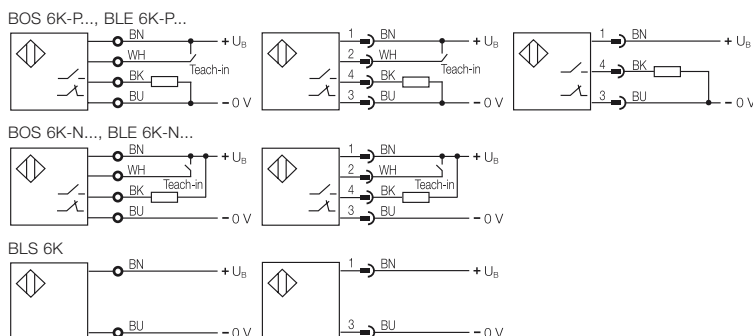 BOS 6K-P..., BLE 6K-P...
BN + U_B
WH
Teach-in
BK
BU - 0 V
1 BN + U_B
2 WH
Teach-in
4 BK
3 BU - 0 V
1 BN + U_B
4 BK
3 BU - 0 V
BOS 6K-N..., BLE 6K-N...
BN + U_B
WH
Teach-in
BK
BU - 0 V
1 BN + U_B
2 WH
Teach-in
4 BK
3 BU - 0 V
BLS 6K
BN + U_B
BU - 0 V
1 BN + U_B
3 BU - 0 V